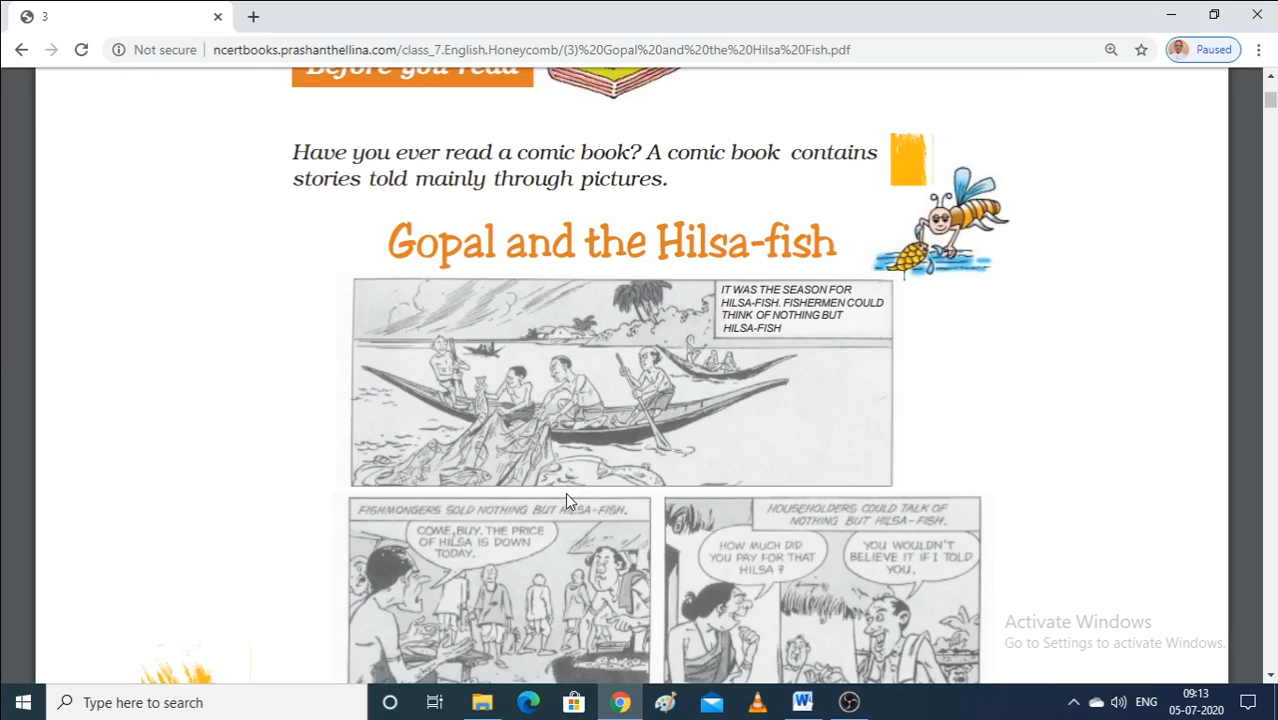 3
Not secure
ncertbooks.prashanthellina.com/class_7.English.Honeycomb/(3)%20Gopal%20and%20the%20Hilsa%20Fish.pdf
Paused
Before you read
Have you ever read a comic book? A comic book contains
stories told mainly through pictures.
Gopal and the Hilsa-fish
IT WAS THE SEASON FOR
HILSA-FISH. FISHERMEN COULD
THINK OF NOTHING BUT
HILSA-FISH
FISHMONGERS SOLD NOTHING BUT HILSA-FISH.
COME, BUY. THE PRICE
OF HILSA IS DOWN
TODAY.
HOUSEHOLDERS COULD TALK OF
NOTHING BUT HILSA-FISH.
HOW MUCH DID
YOU PAY FOR THAT
HILSA?
YOU WOULDN'T
BELIEVE IT IF I TOLD
YOU.
Activate Windows
Go to Settings to activate Windows.
Type here to search
ENG
09:13
05-07-2020